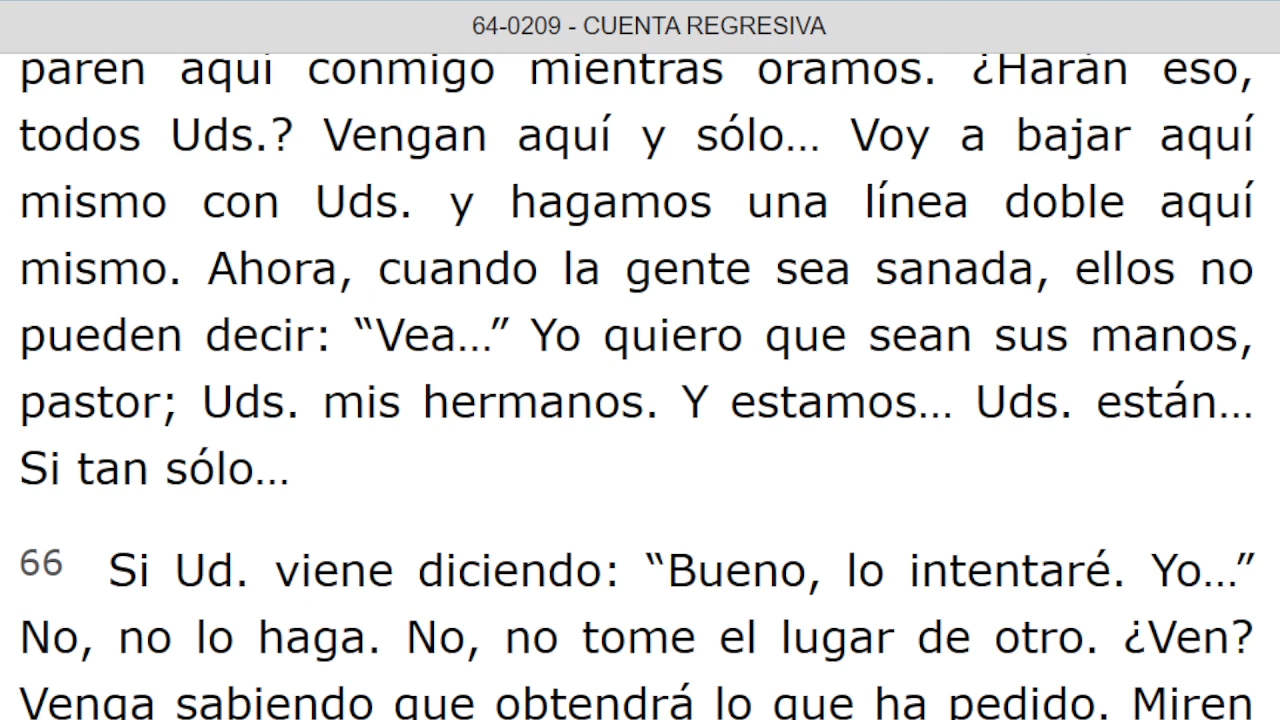 64-0209 - CUENTA REGRESIVA
paren aquí conmigo mientras oramos. ¿Harán eso,
todos Uds.? Vengan aquí y sólo… Voy a bajar aquí
mismo con Uds. y hagamos una línea doble aquí
mismo. Ahora, cuando la gente sea sanada, ellos no
pueden decir: “Vea…” Yo quiero que sean sus manos,
pastor; Uds. mis hermanos. Y estamos… Uds. están…
Si tan sólo…
66 Si Ud. viene diciendo: “Bueno, lo intentaré. Yo…”
No, no lo haga. No, no tome el lugar de otro. ¿Ven?
Venga sabiendo que obtendrá lo que ha pedido. Miren